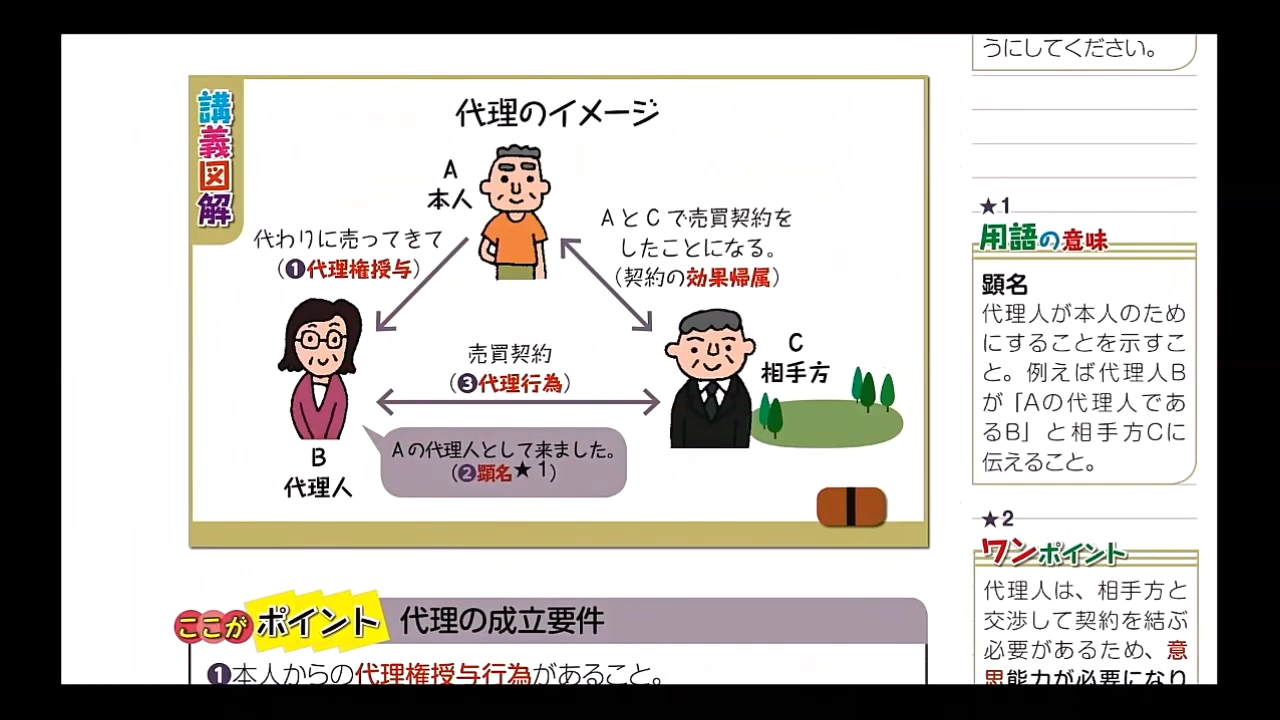 講義図解
代理のイメージ
A
本人
代わりに売ってきて
(❶代理権授与)
AとCで売買契約を
したことになる。
(契約の効果帰属)
売買契約
(❸代理行為)
C
相手方
Aの代理人として来ました。
(❷顕名★1)
B
代理人
ここがポイント 代理の成立要件
❶本人からの代理権授与行為があること。
うにしてください。
★1
用語の意味
顕名
代理人が本人のため
にすることを示すこ
と。例えば代理人B
が「Aの代理人であ
るB」と相手方Cに
伝えること。
★2
ワンポイント
代理人は、相手方と
交渉して契約を結ぶ
必要があるため、意
思能力が必要になり